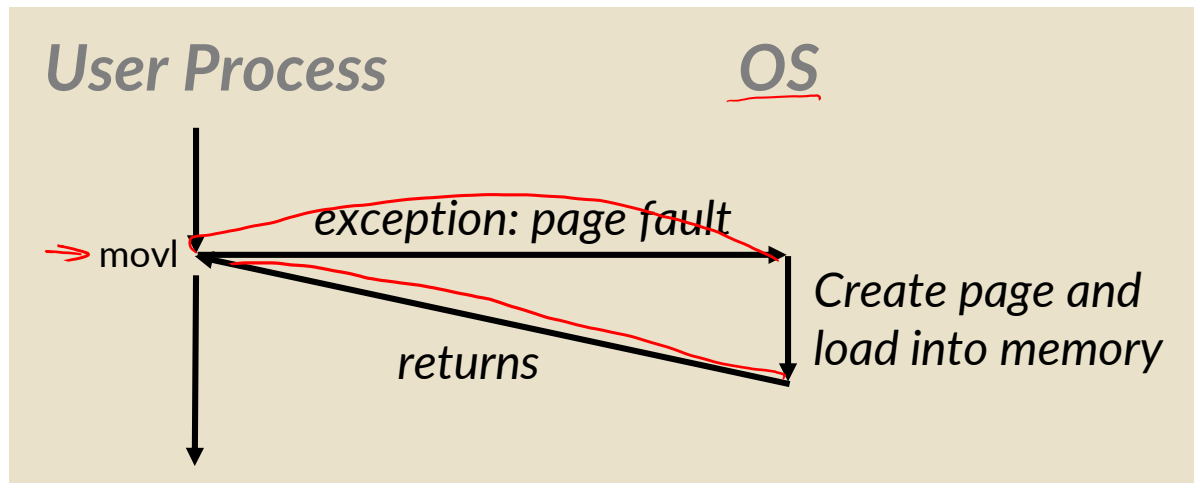 User Process
OS
exception: page fault
movl
Create page and
load into memory
returns